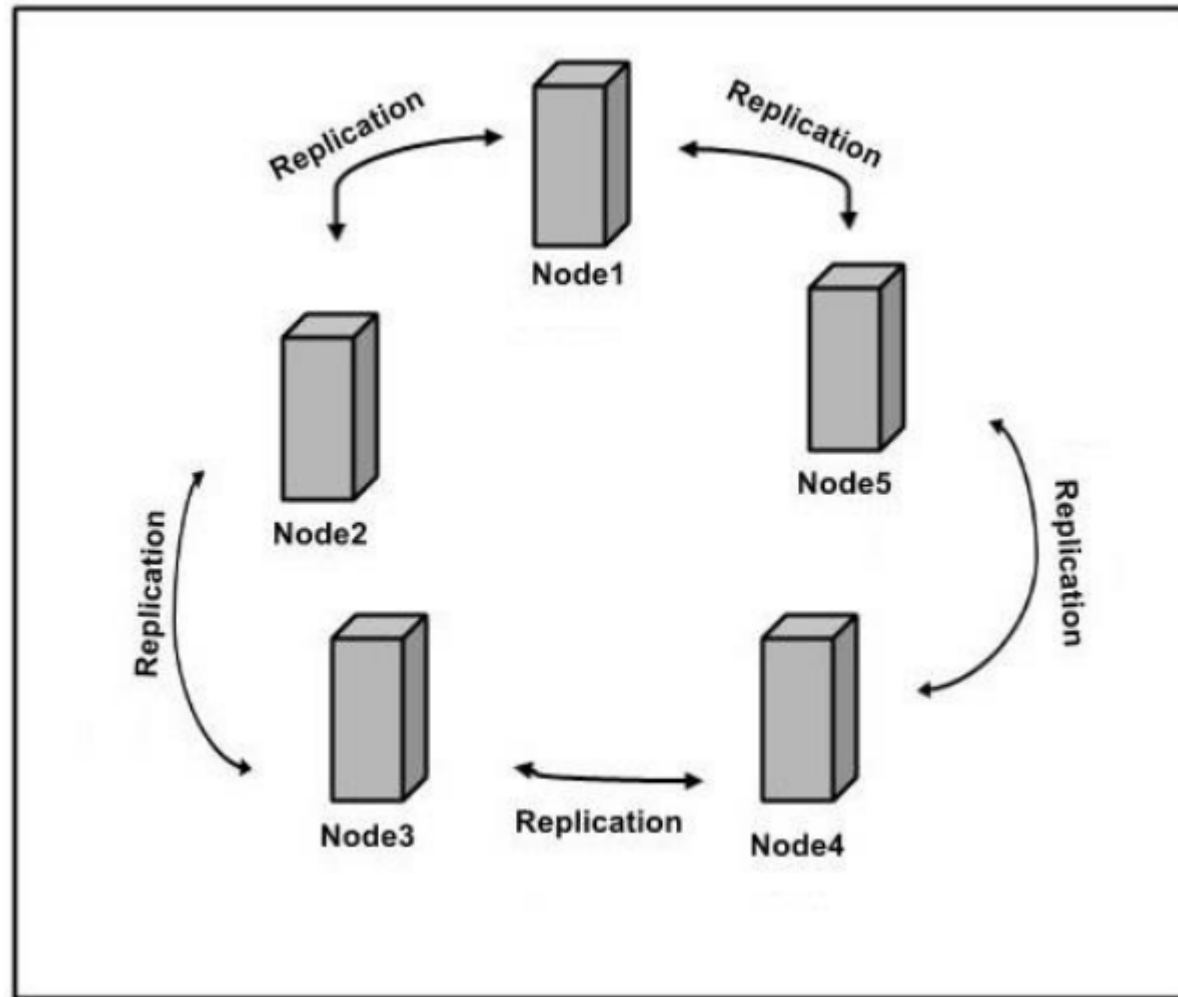 Replication
Replication
Node1
Node5
Node2
Replication
Replication
Node3
Replication
Node4